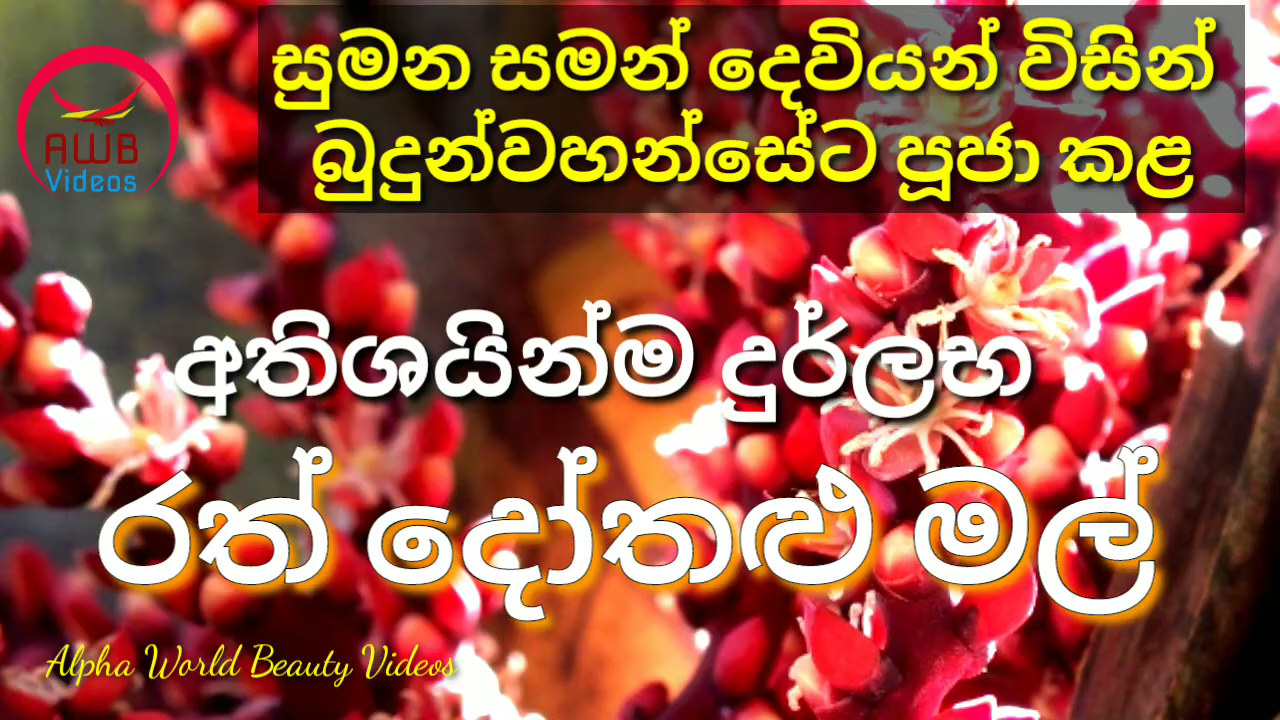 සුමන සමන් දෙවියන් විසින්
බුදුන්වහන්සේට පූජා කළ
AWB
Videos
අතිශයින්ම දුර්ලභ
රත් දෝතළු මල්
Alpha World Beauty Videos